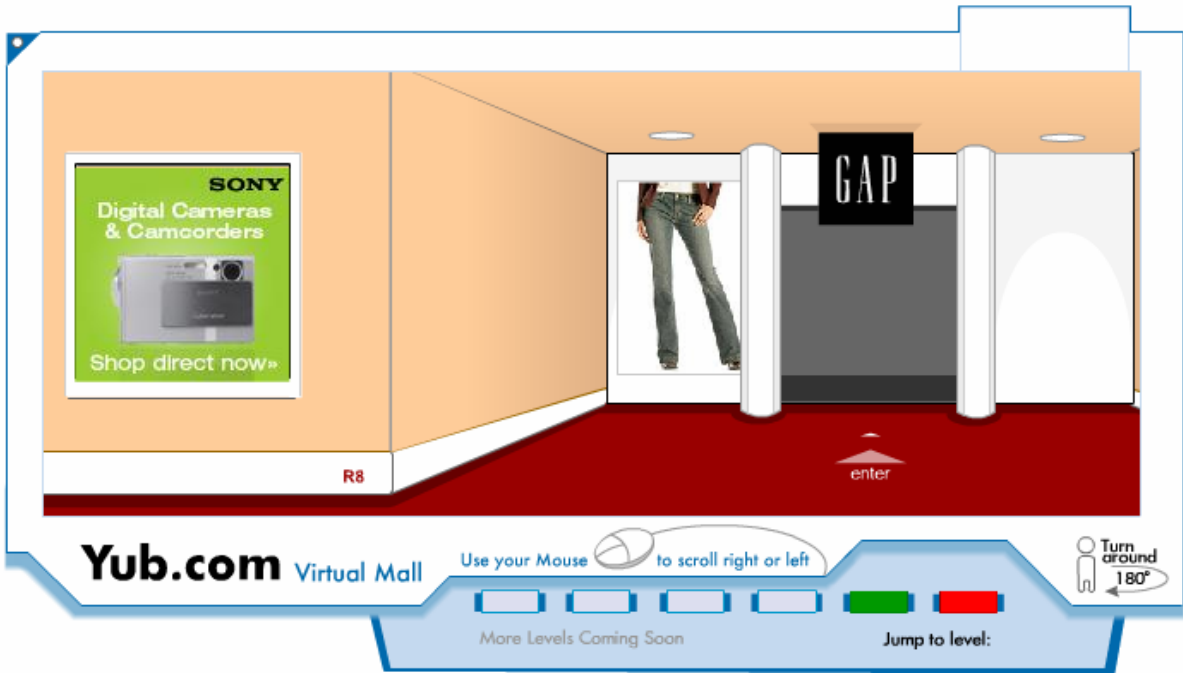 SONY
Digital Cameras
& Camcorders
Shop direct now»
GAP
enter
R8
Yub.com Virtual Mall
Use your Mouse to scroll right or left
Turn
around
180°
More Levels Coming Soon
Jump to level: